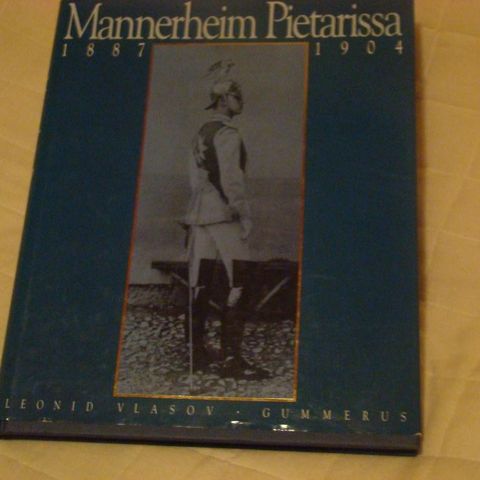 Mannerheim Pietarissa
1887 1904
LEONID VLASOV · GUMMERUS